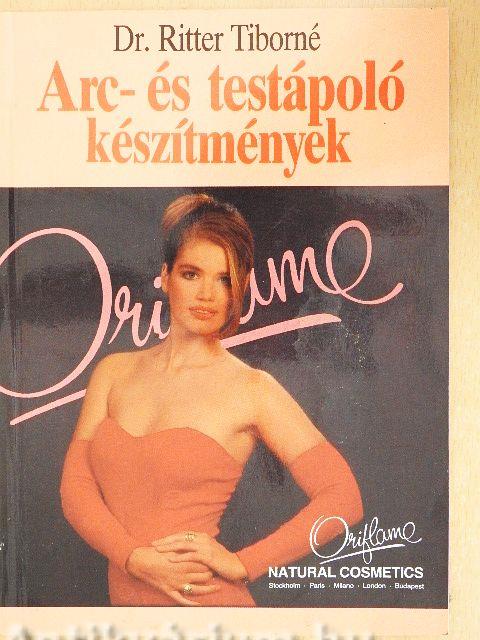 Dr. Ritter Tiborné
Arc- és testápoló
készítmények
Oriflame
Oriflame
NATURAL COSMETICS
Stockholm · Paris · Milano · London · Budapest